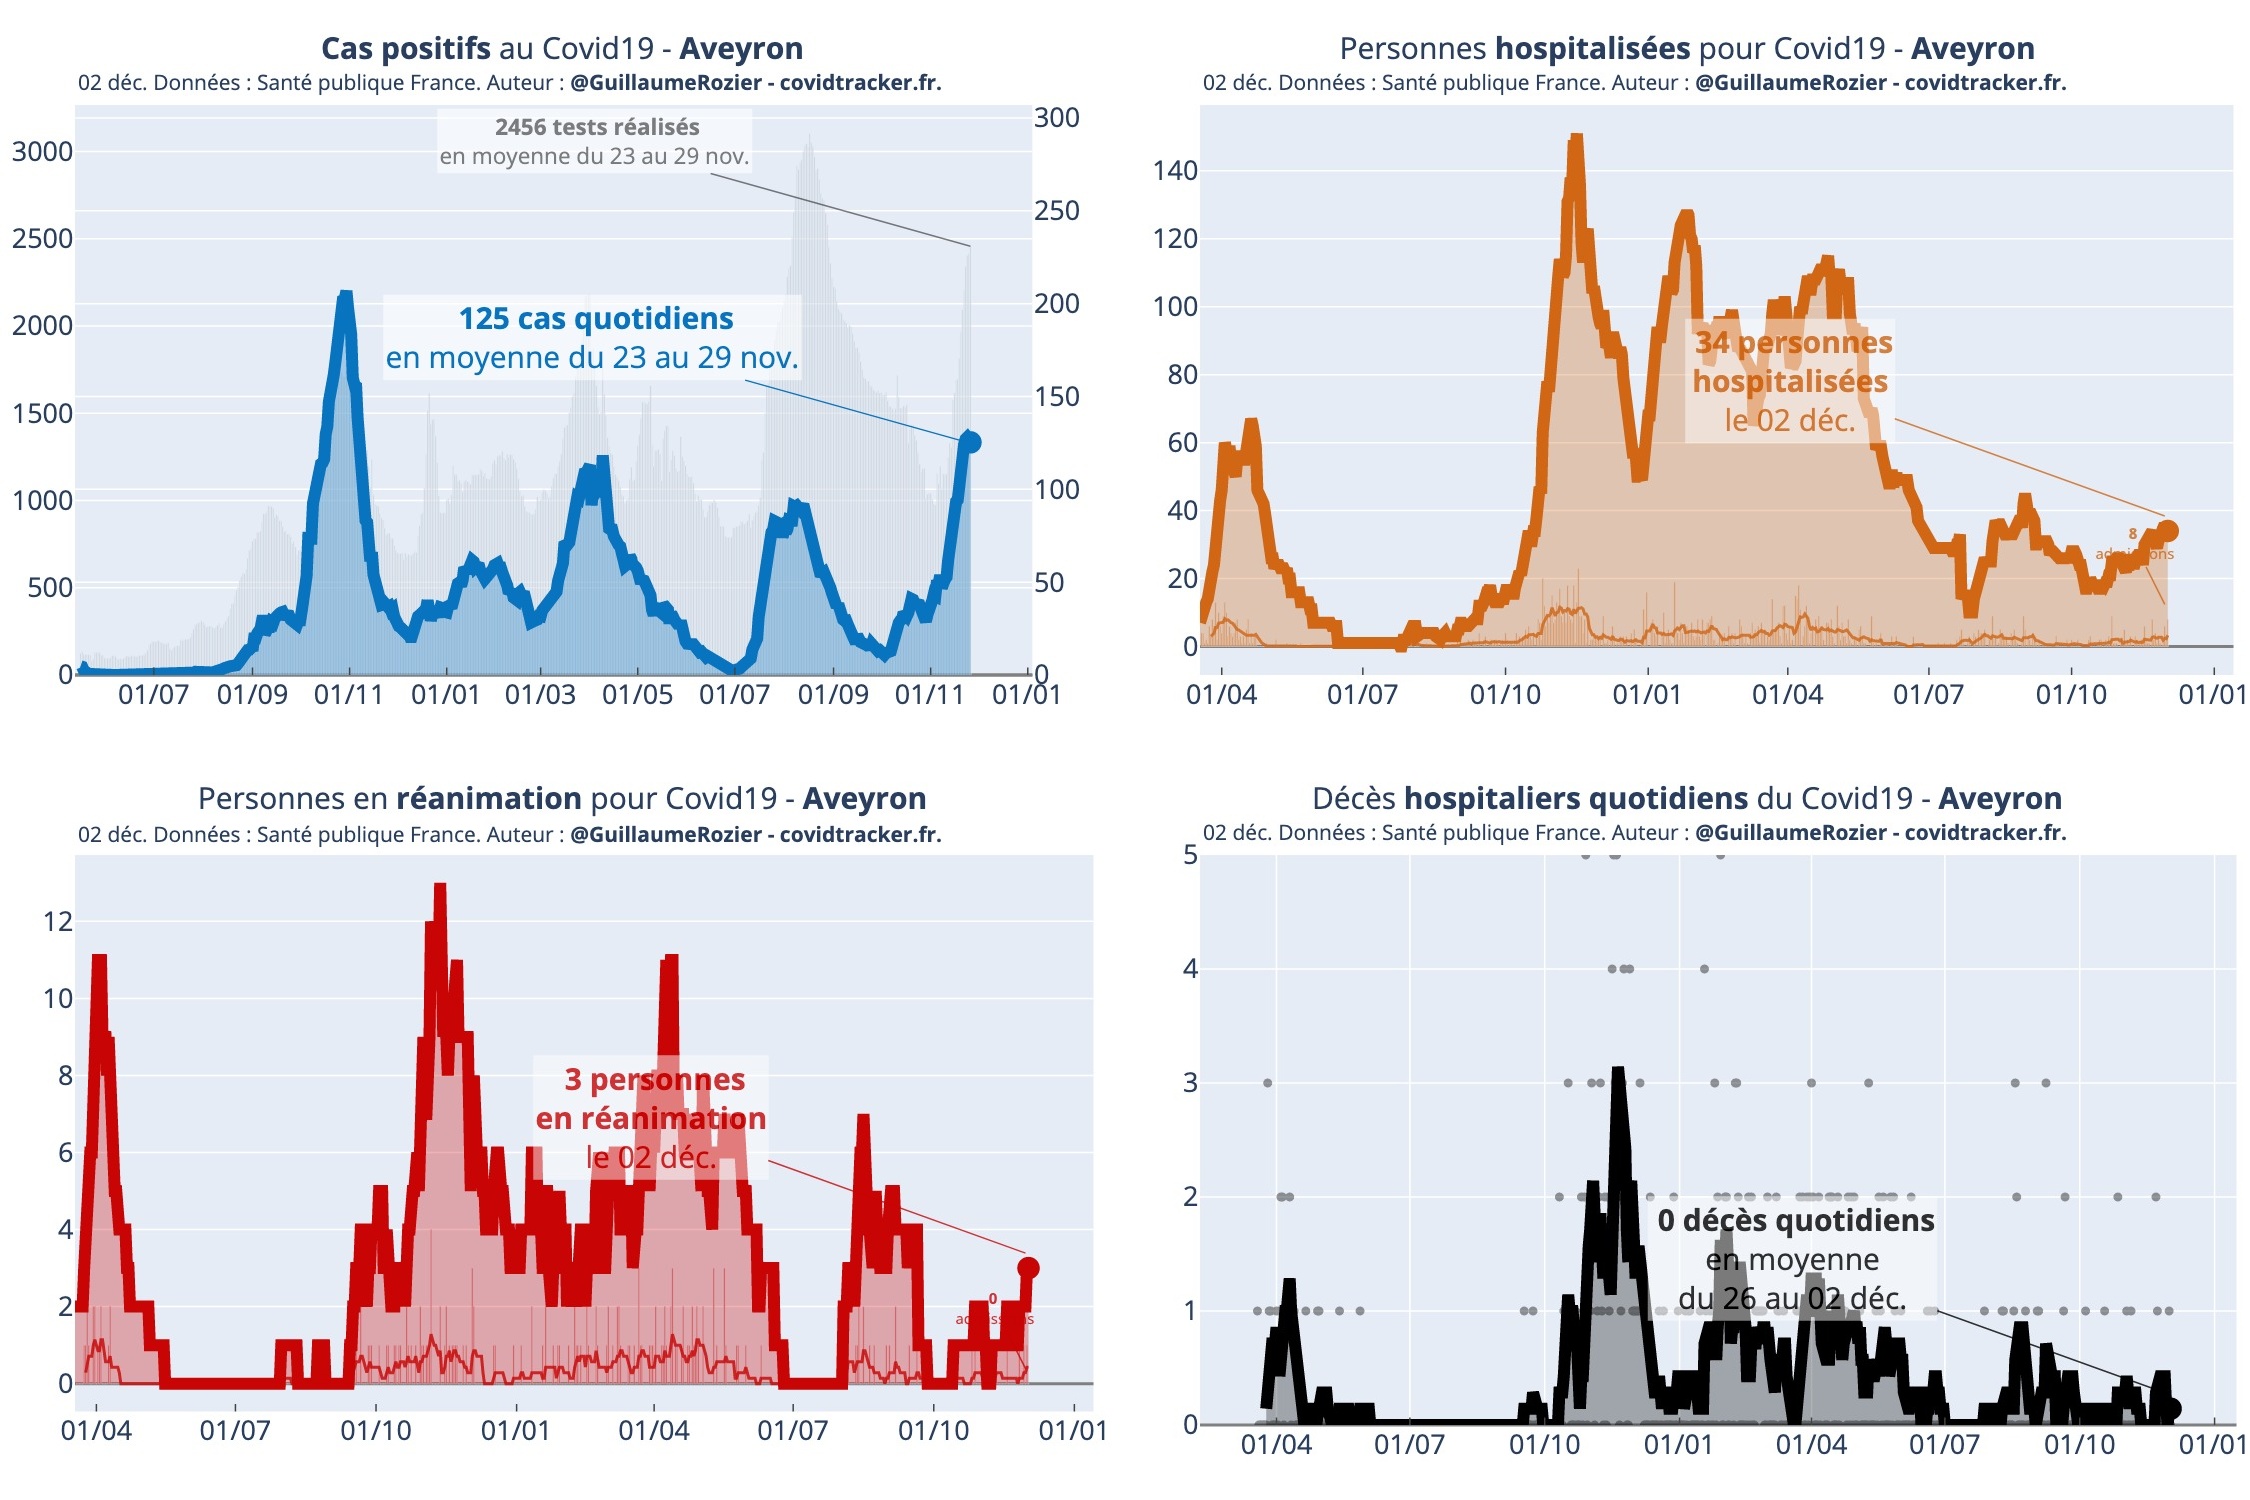 Cas positifs au Covid19 - Aveyron
02 déc. Données : Santé publique France. Auteur : @GuillaumeRozier - covidtracker.fr.
2456 tests réalisés
en moyenne du 23 au 29 nov.
125 cas quotidiens
en moyenne du 23 au 29 nov.
3000
2500
2000
1500
1000
500
0
300
250
200
150
100
50
0
01/07 01/09 01/11 01/01 01/03 01/05 01/07 01/09 01/11 01/01
Personnes hospitalisées pour Covid19 - Aveyron
02 déc. Données : Santé publique France. Auteur : @GuillaumeRozier - covidtracker.fr.
140
120
100
80
60
40
20
0
34 personnes
hospitalisées
le 02 déc.
8
admissions
01/04 01/07 01/10 01/01 01/04 01/07 01/10 01/01
Personnes en réanimation pour Covid19 - Aveyron
02 déc. Données : Santé publique France. Auteur : @GuillaumeRozier - covidtracker.fr.
12
10
8
6
4
2
0
3 personnes
en réanimation
le 02 déc.
0
admissions
01/04 01/07 01/10 01/01 01/04 01/07 01/10 01/01
Décès hospitaliers quotidiens du Covid19 - Aveyron
02 déc. Données : Santé publique France. Auteur : @GuillaumeRozier - covidtracker.fr.
5
4
3
2
1
0
0 décès quotidiens
en moyenne
du 26 au 02 déc.
01/04 01/07 01/10 01/01 01/04 01/07 01/10 01/01